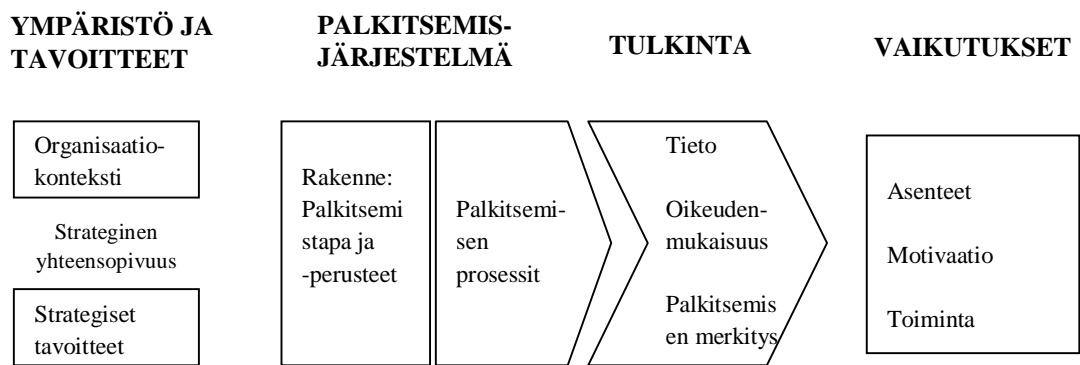 YMPÄRISTÖ JA
TAVOITTEET
PALKITSEMIS-
JÄRJESTELMÄ
TULKINTA
VAIKUTUKSET
Organisaatio-
konteksti
Strateginen
yhteensopivuus
Strategiset
tavoitteet
Rakenne:
Palkitsemi
stapa ja
-perusteet
Palkitsemi-
sen
prosessit
Tieto
Oikeuden-
mukaisuus
Palkitsemis
en merkitys
Asenteet
Motivaatio
Toiminta